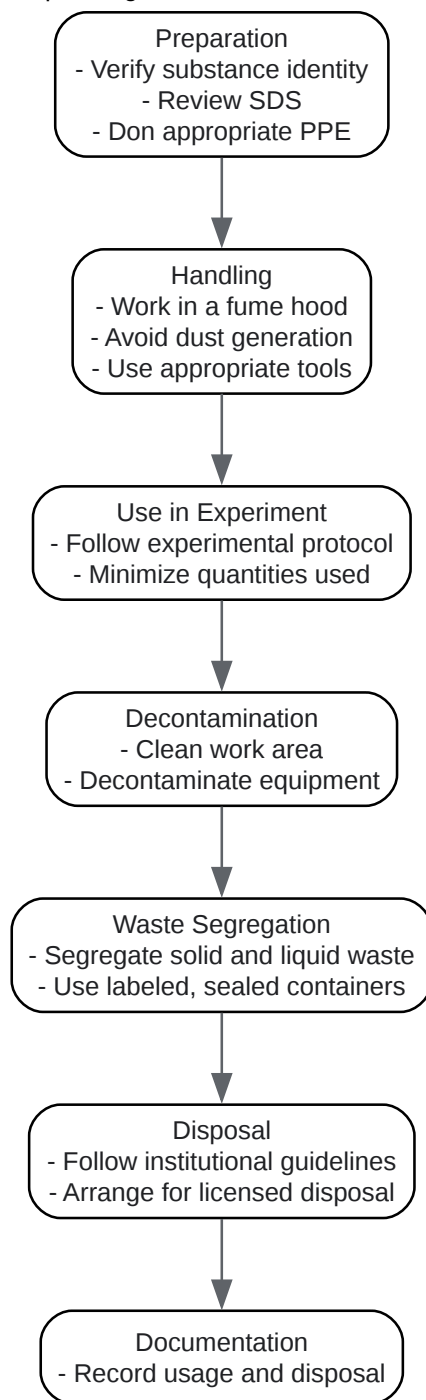 Preparation
- Verify substance identity
- Review SDS
- Don appropriate PPE
Handling
- Work in a fume hood
- Avoid dust generation
- Use appropriate tools
Use in Experiment
- Follow experimental protocol
- Minimize quantities used
Decontamination
- Clean work area
- Decontaminate equipment
Waste Segregation
- Segregate solid and liquid waste
- Use labeled, sealed containers
Disposal
- Follow institutional guidelines
- Arrange for licensed disposal
Documentation
- Record usage and disposal